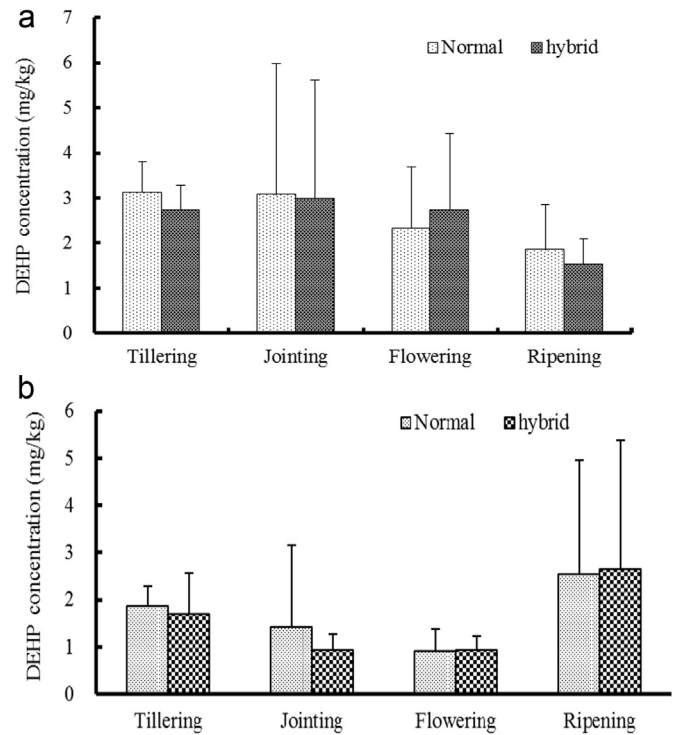 a
7
6
5
4
3
2
1
0
DEHP concentration (mg/kg)
Normal hybrid
Tillering Jointing Flowering Ripening
b
6
5
4
3
2
1
0
DEHP concentration (mg/kg)
Normal hybrid
Tillering Jointing Flowering Ripening